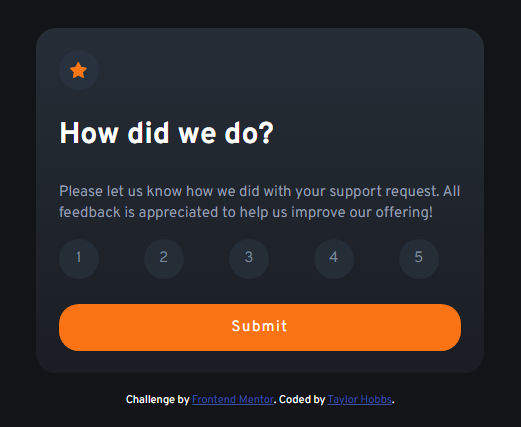 How did we do?
Please let us know how we did with your support request. All
feedback is appreciated to help us improve our offering!
1 2 3 4 5
Submit
Challenge by Frontend Mentor. Coded by Taylor Hobbs.